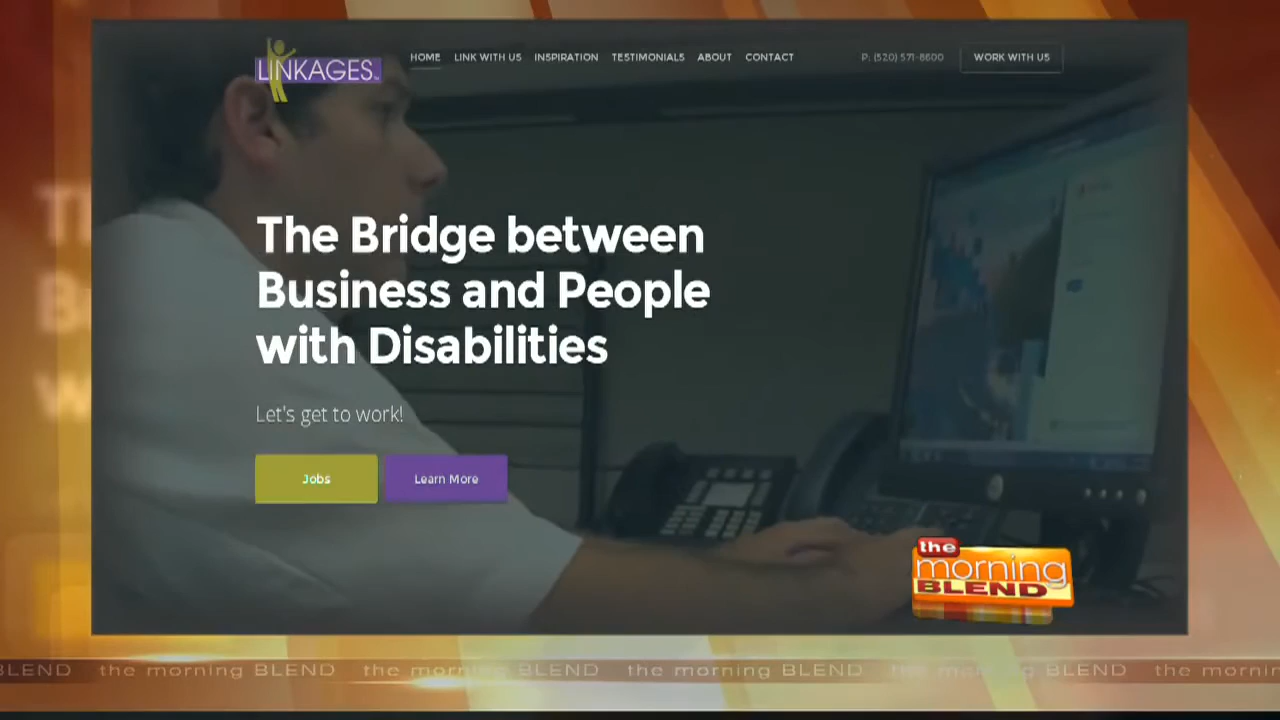 LINKAGES
HOME LINK WITH US INSPIRATION TESTIMONIALS ABOUT CONTACT P: (520) 571-8600 WORK WITH US
The Bridge between
Business and People
with Disabilities
Let's get to work!
Jobs Learn More
the
morning
BLEND
BLEND the morning BLEND the morning BLEND the morning BLEND the morning BLEND the mornin